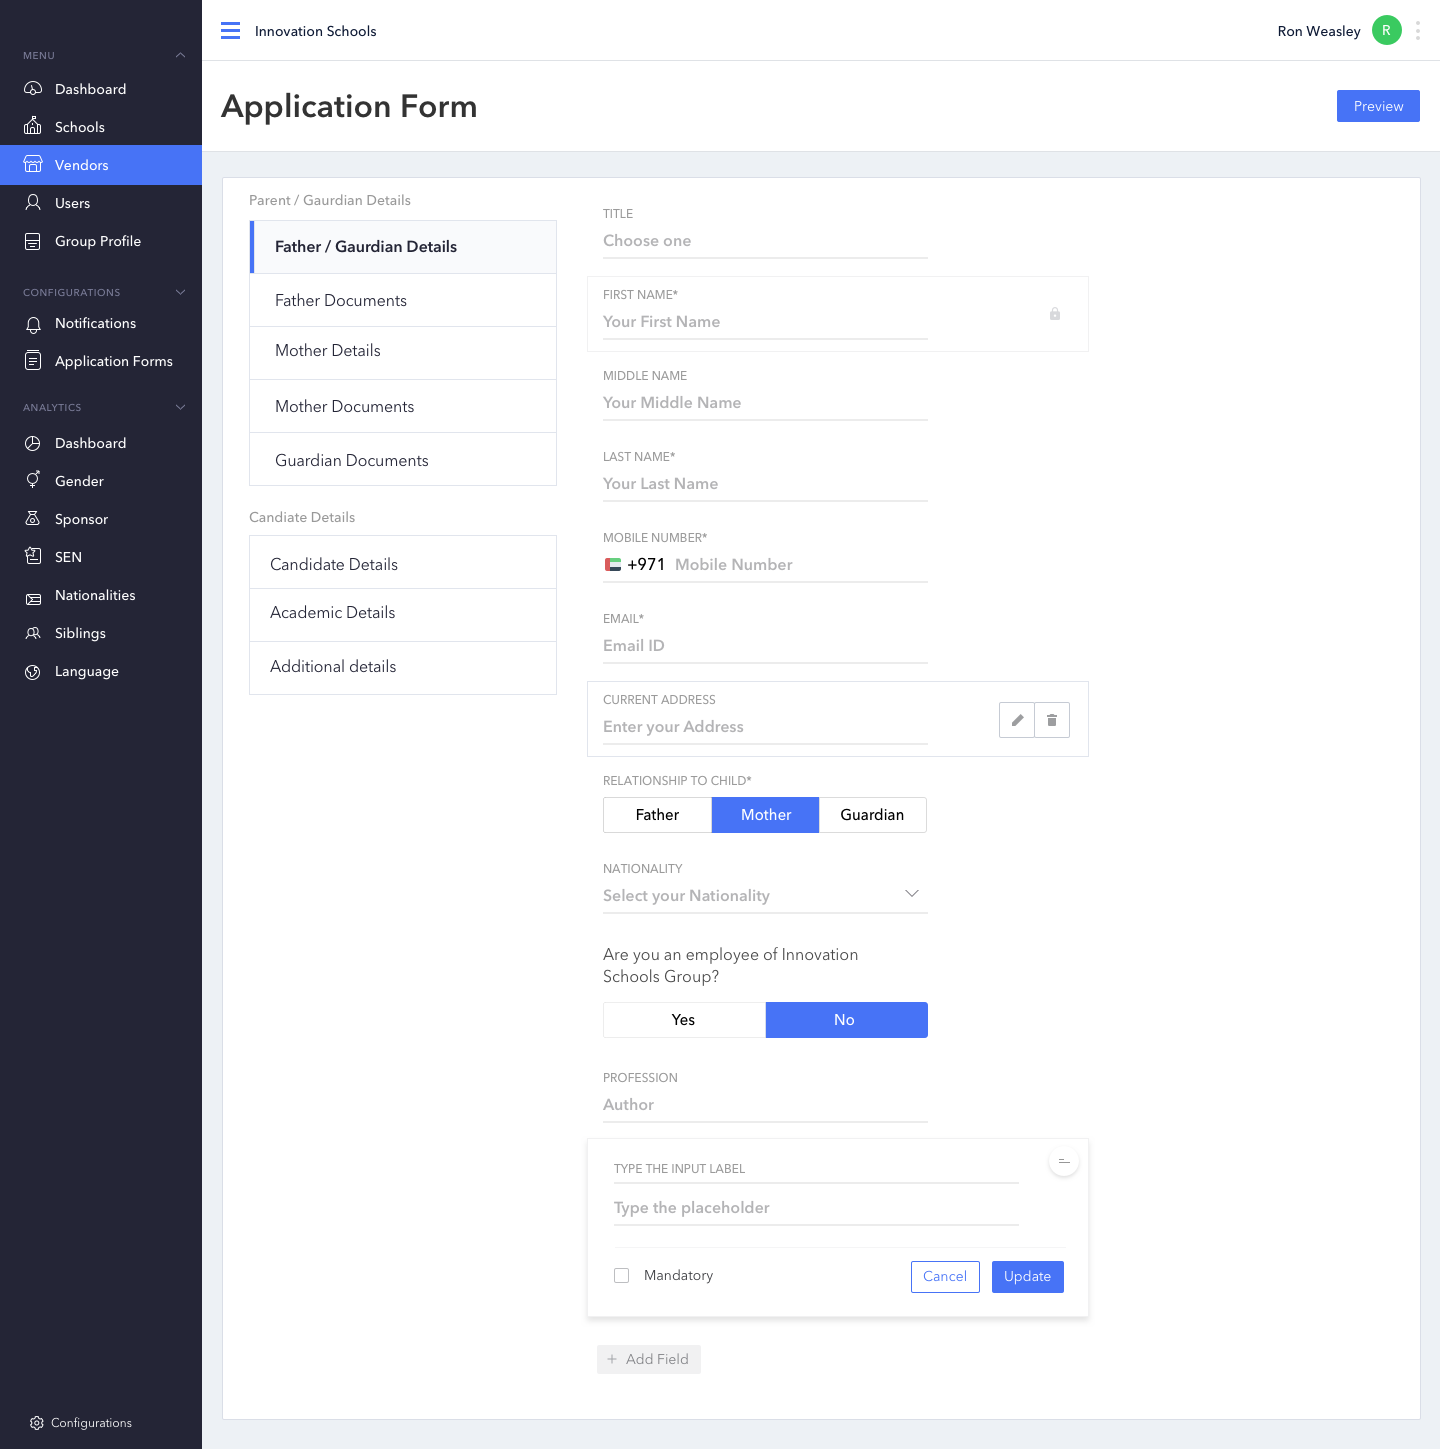 MENU
Dashboard
Schools
Vendors
Users
Group Profile
CONFIGURATIONS
Notifications
Application Forms
ANALYTICS
Dashboard
Gender
Sponsor
SEN
Nationalities
Siblings
Language
Configurations
Innovation Schools
Ron Weasley
R
Application Form
Preview
Parent / Gaurdian Details
Father / Gaurdian Details
Father Documents
Mother Details
Mother Documents
Guardian Documents
Candiate Details
Candidate Details
Academic Details
Additional details
TITLE
Choose one
FIRST NAME*
Your First Name
MIDDLE NAME
Your Middle Name
LAST NAME*
Your Last Name
MOBILE NUMBER*
+971 Mobile Number
EMAIL*
Email ID
CURRENT ADDRESS
Enter your Address
RELATIONSHIP TO CHILD*
Father Mother Guardian
NATIONALITY
Select your Nationality
Are you an employee of Innovation
Schools Group?
Yes No
PROFESSION
Author
TYPE THE INPUT LABEL
Type the placeholder
Mandatory
Cancel Update
+ Add Field